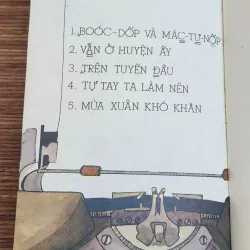 1. BOÓC-DỐP VÀ MÁC-TƯ-NỐP
2. VẪN Ở HUYỆN ẤY
3. TRÊN TUYẾN ĐẦU
4. TỰ TAY TA LÀM NÊN
5. MÙA XUÂN KHÓ KHĂN